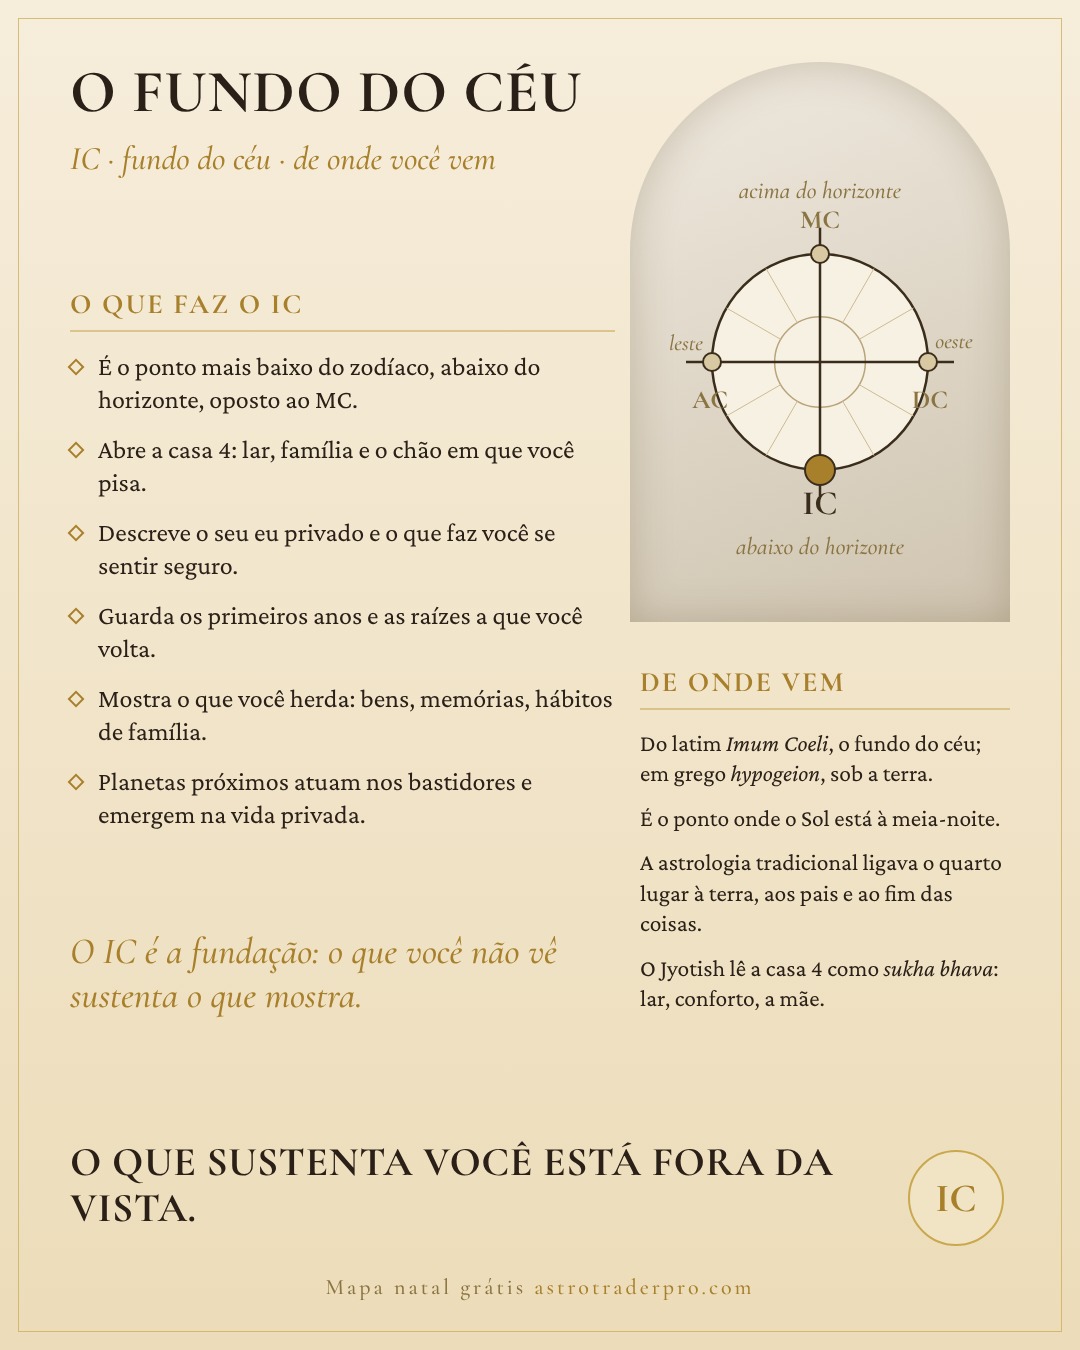 O FUNDO DO CÉU
IC · fundo do céu · de onde você vem
O QUE FAZ O IC
É o ponto mais baixo do zodíaco, abaixo do
horizonte, oposto ao MC.
Abre a casa 4: lar, família e o chão em que você
pisa.
Descreve o seu eu privado e o que faz você se
sentir seguro.
Guarda os primeiros anos e as raízes a que você
volta.
Mostra o que você herda: bens, memórias, hábitos
de família.
Planetas próximos atuam nos bastidores e
emergem na vida privada.
O IC é a fundação: o que você não vê
sustenta o que mostra.
acima do horizonte
MC
leste
oeste
AC
DC
IC
abaixo do horizonte
DE ONDE VEM
Do latim Imum Coeli, o fundo do céu;
em grego hypogeion, sob a terra.
É o ponto onde o Sol está à meia-noite.
A astrologia tradicional ligava o quarto
lugar à terra, aos pais e ao fim das
coisas.
O Jyotish lê a casa 4 como sukha bhava:
lar, conforto, a mãe.
O QUE SUSTENTA VOCÊ ESTÁ FORA DA
VISTA.
IC
Mapa natal grátis astrotraderpro.com